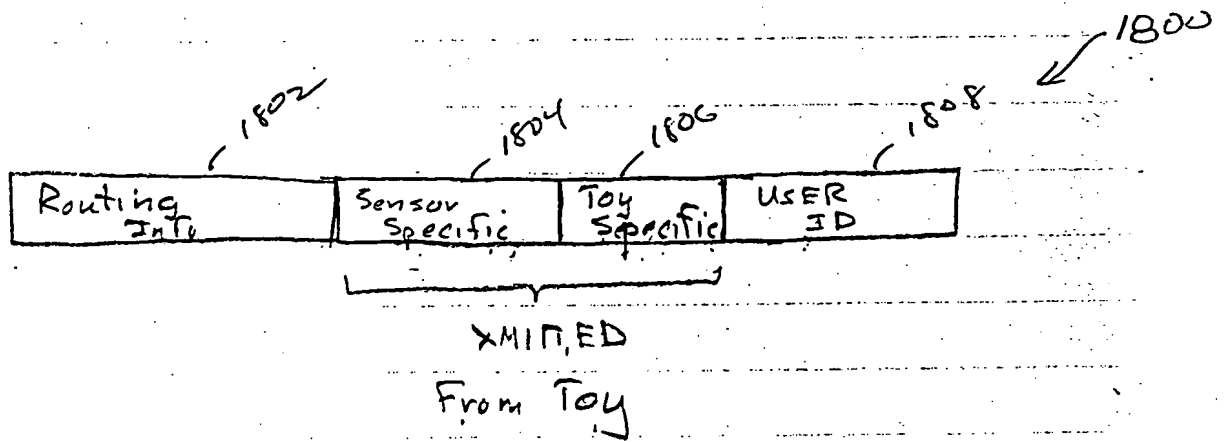 1800
1802
1804
1806
1808
Routing
Info
Sensor
Specific
Toy
Specific
USER
ID
XMITTED
From Toy